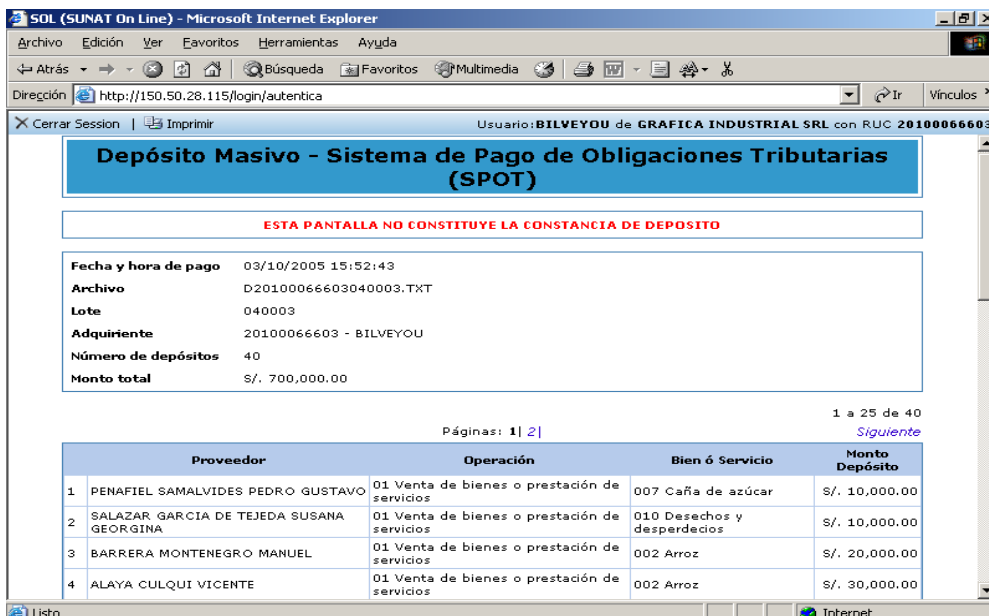 SOL (SUNAT On Line) - Microsoft Internet Explorer
Archivo Edición Ver Favoritos Herramientas Ayuda
Atrás Búsqueda Favoritos Multimedia
Dirección http://150.50.28.115/login/autentica Ir Vínculos
Cerrar Session | Imprimir Usuario:BILVEYOU de GRAFICA INDUSTRIAL SRL con RUC 20100066603
Depósito Masivo - Sistema de Pago de Obligaciones Tributarias
(SPOT)
ESTA PANTALLA NO CONSTITUYE LA CONSTANCIA DE DEPOSITO
Fecha y hora de pago 03/10/2005 15:52:43
Archivo D20100066603040003.TXT
Lote 040003
Adquiriente 20100066603 - BILVEYOU
Número de depósitos 40
Monto total S/. 700,000.00
1 a 25 de 40
Páginas: 1| 2| Siguiente
Proveedor Operación Bien ó Servicio Monto Depósito
1 PENAFIEL SAMALVIDES PEDRO GUSTAVO 01 Venta de bienes o prestación de servicios 007 Caña de azúcar S/. 10,000.00
2 SALAZAR GARCIA DE TEJEDA SUSANA GEORGINA 01 Venta de bienes o prestación de servicios 010 Desechos y desperdecios S/. 10,000.00
3 BARRERA MONTENEGRO MANUEL 01 Venta de bienes o prestación de servicios 002 Arroz S/. 20,000.00
4 ALAYA CULQUI VICENTE 01 Venta de bienes o prestación de servicios 002 Arroz S/. 30,000.00
Listo Internet